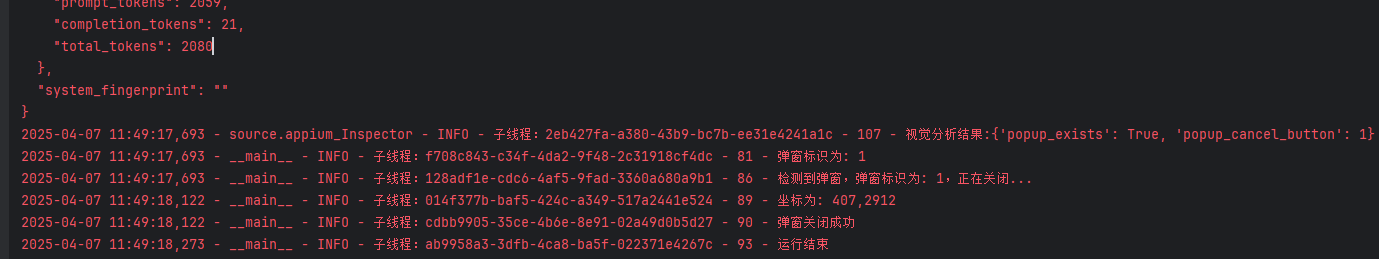 "prompt_tokens": 2059,
"completion_tokens": 21,
"total_tokens": 2080
},
"system_fingerprint": ""
}
2025-04-07 11:49:17,693 - source.appium_Inspector - INFO - 子线程：2eb427fa-a380-43b9-bc7b-ee31e4241a1c - 107 - 视觉分析结果:{'popup_exists': True, 'popup_cancel_button': 1}
2025-04-07 11:49:17,693 - __main__ - INFO - 子线程：f708c843-c34f-4da2-9f48-2c31918cf4dc - 81 - 弹窗标识为: 1
2025-04-07 11:49:17,693 - __main__ - INFO - 子线程：128adf1e-cdc6-4af5-9fad-3360a680a9b1 - 86 - 检测到弹窗，弹窗标识为: 1，正在关闭...
2025-04-07 11:49:18,122 - __main__ - INFO - 子线程：014f377b-baf5-424c-a349-517a2441e524 - 89 - 坐标为: 407,2912
2025-04-07 11:49:18,122 - __main__ - INFO - 子线程：cdbb9905-35ce-4b6e-8e91-02a49d0b5d27 - 90 - 弹窗关闭成功
2025-04-07 11:49:18,273 - __main__ - INFO - 子线程：ab9958a3-3dfb-4ca8-ba5f-022371e4267c - 93 - 运行结束